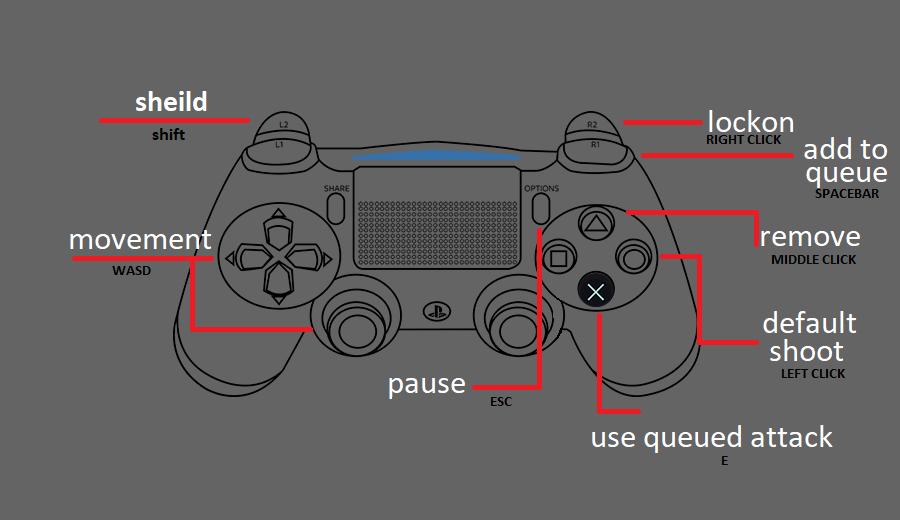 sheild
shift
L2
L1
R2
R1
lockon
RIGHT CLICK
add to
queue
SPACEBAR
SHARE
OPTIONS
movement
WASD
remove
MIDDLE CLICK
default
shoot
LEFT CLICK
pause
ESC
use queued attack
E